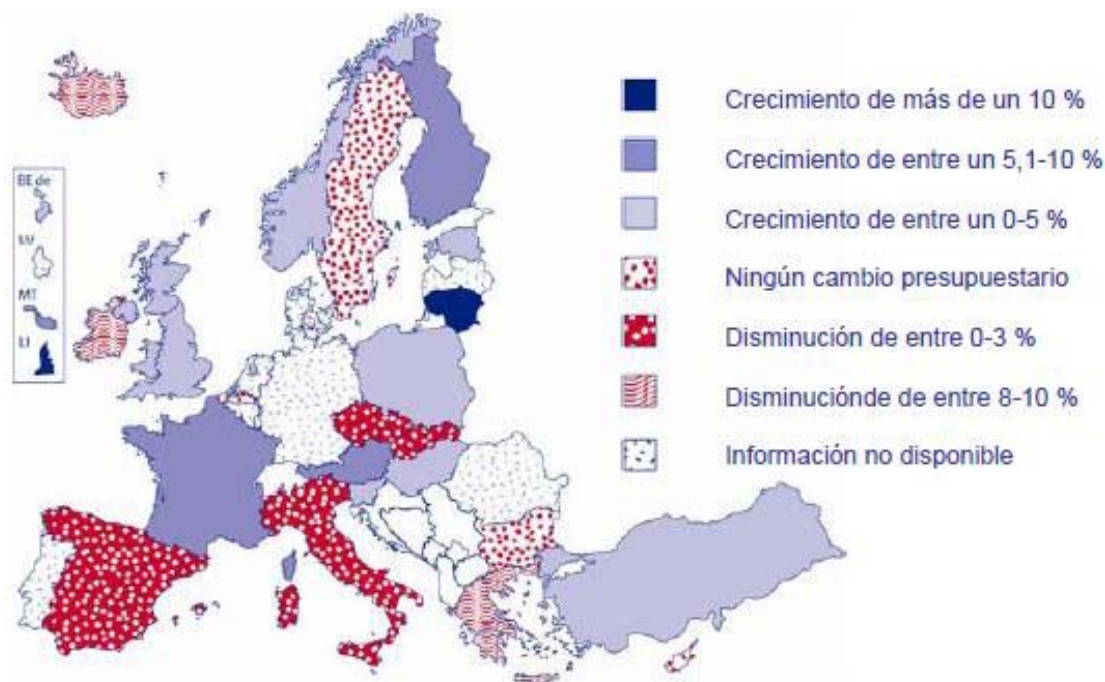 BE de
LU
MT
LI
Crecimiento de más de un 10 %
Crecimiento de entre un 5,1-10 %
Crecimiento de entre un 0-5 %
Ningún cambio presupuestario
Disminución de entre 0-3 %
Disminuciónde de entre 8-10 %
Información no disponible